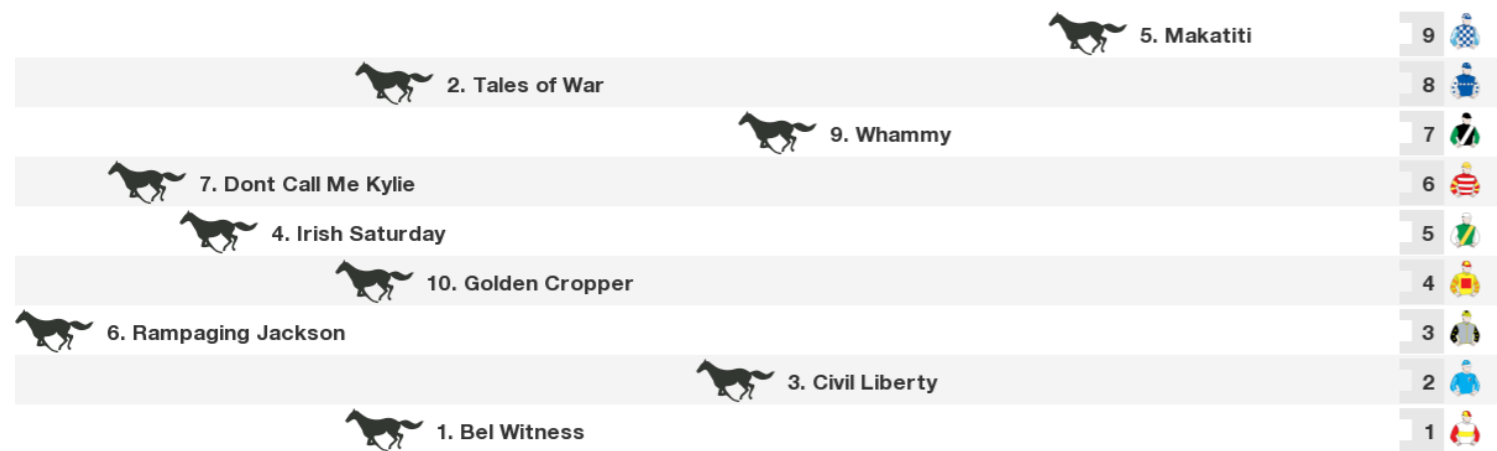 5. Makatiti 9
2. Tales of War 8
9. Whammy 7
7. Dont Call Me Kylie 6
4. Irish Saturday 5
10. Golden Cropper 4
6. Rampaging Jackson 3
3. Civil Liberty 2
1. Bel Witness 1